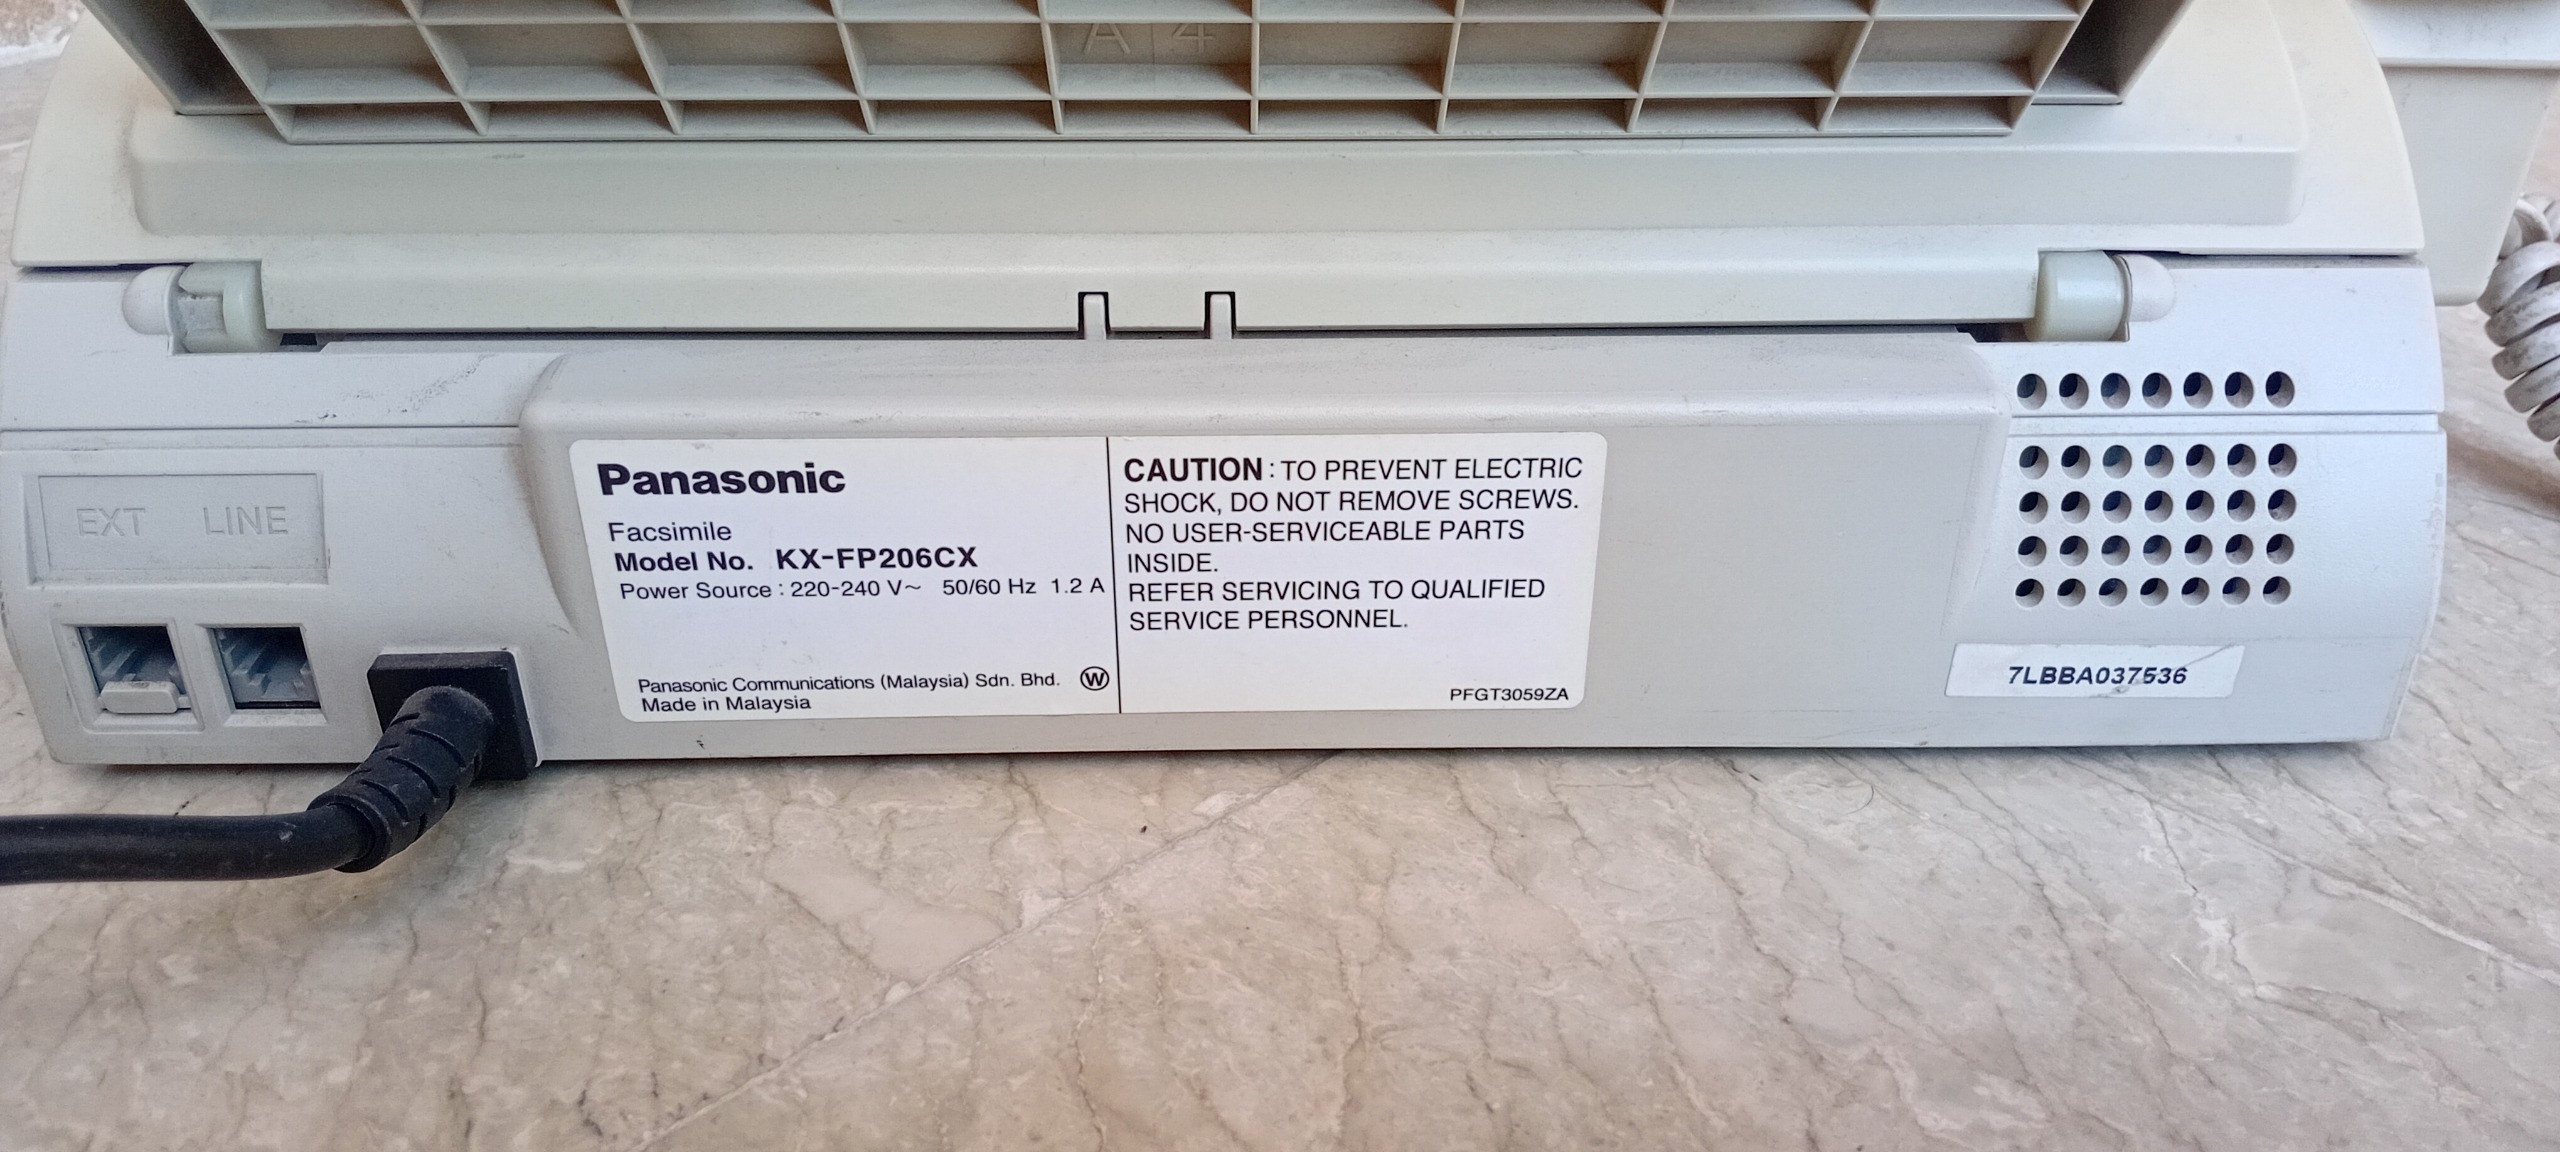 A 4
EXT LINE
Panasonic
Facsimile
Model No. KX-FP206CX
Power Source : 220-240 V~ 50/60 Hz 1.2 A
Panasonic Communications (Malaysia) Sdn. Bhd. W
Made in Malaysia
CAUTION : TO PREVENT ELECTRIC
SHOCK, DO NOT REMOVE SCREWS.
NO USER-SERVICEABLE PARTS
INSIDE.
REFER SERVICING TO QUALIFIED
SERVICE PERSONNEL.
PFGT3059ZA
7LBBA037536